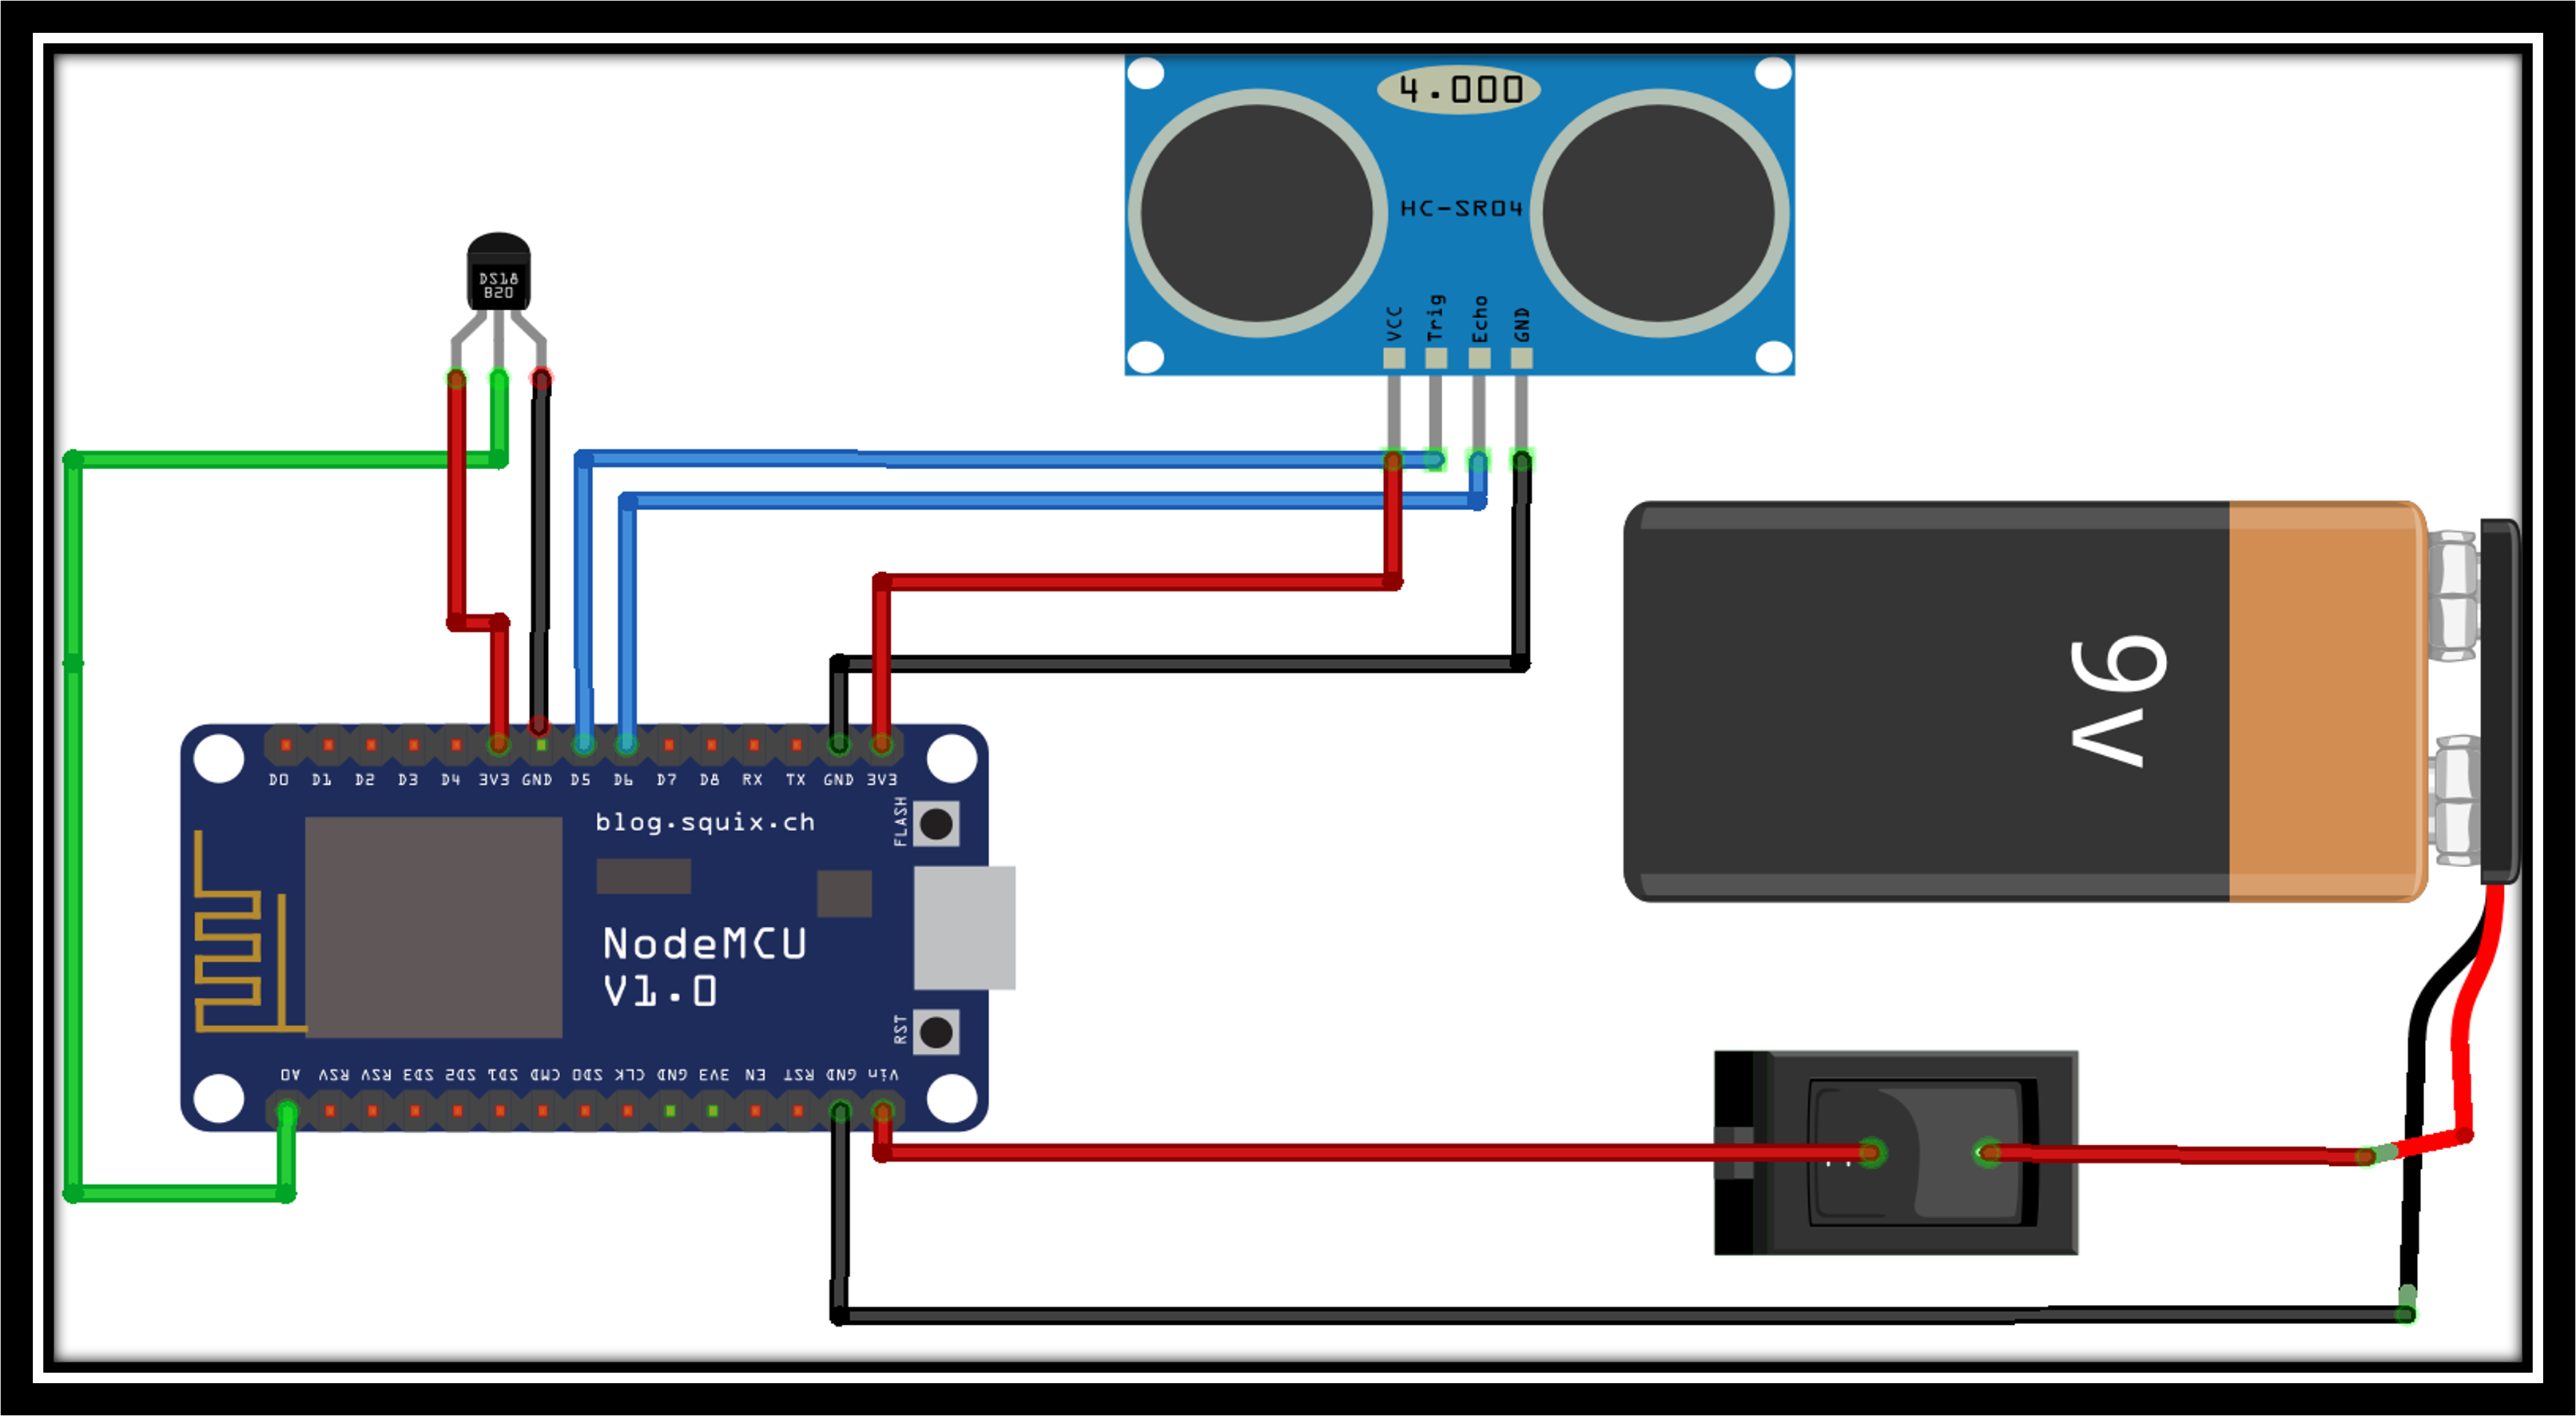 4.000
HC-SR04
VCC Trig Echo GND
DS18
B20
9v
D0 D1 D2 D3 D4 3V3 GND D5 D6 D7 D8 RX TX GND 3V3
blog.squix.ch
FLASH
NodeMCU
V1.0
RST
A0 RSV RSV SD3 SD2 SD1 CMD SD0 CLK GND 3V3 EN RST GND Vin